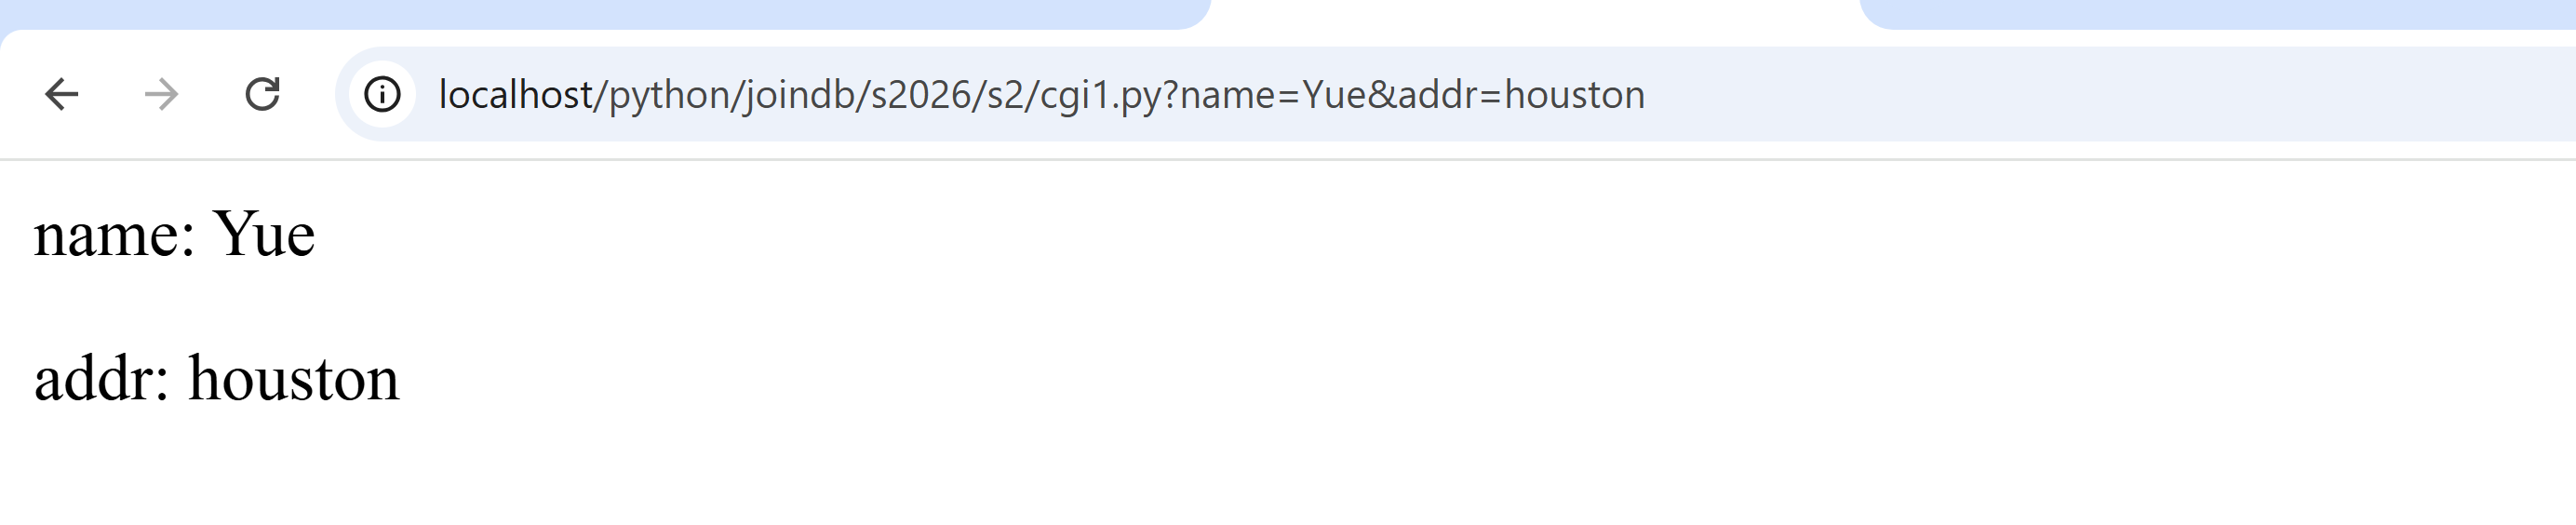 localhost/python/joindb/s2026/s2/cgi1.py?name=Yue&addr=houston
name: Yue
addr: houston